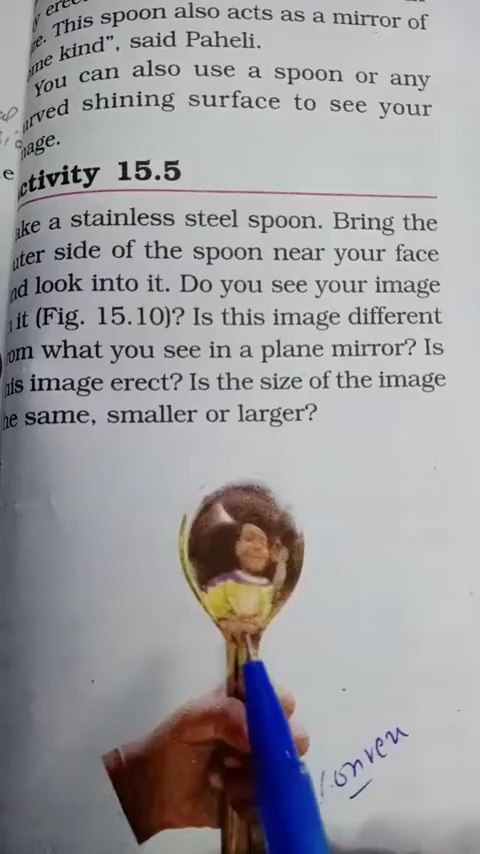 This spoon also acts as a mirror of
kind", said Paheli.
You can also use a spoon or any
shining surface to see your
Activity 15.5
a stainless steel spoon. Bring the
side of the spoon near your face
look into it. Do you see your image
it (Fig. 15.10)? Is this image different
what you see in a plane mirror? Is
image erect? Is the size of the image
same, smaller or larger?